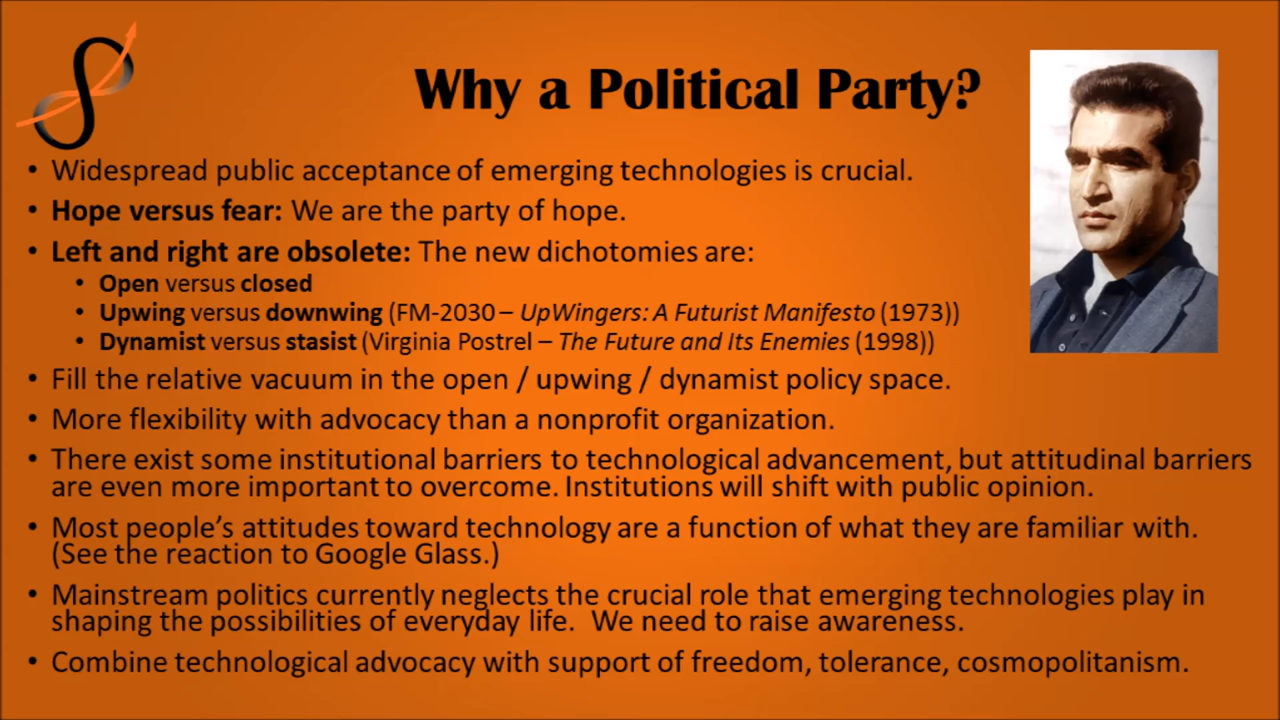 Why a Political Party?
• Widespread public acceptance of emerging technologies is crucial.
• Hope versus fear: We are the party of hope.
• Left and right are obsolete: The new dichotomies are:
• Open versus closed
• Upwing versus downwing (FM-2030 – UpWingers: A Futurist Manifesto (1973))
• Dynamist versus stasist (Virginia Postrel – The Future and Its Enemies (1998))
• Fill the relative vacuum in the open / upwing / dynamist policy space.
• More flexibility with advocacy than a nonprofit organization.
• There exist some institutional barriers to technological advancement, but attitudinal barriers
are even more important to overcome. Institutions will shift with public opinion.
• Most people’s attitudes toward technology are a function of what they are familiar with.
(See the reaction to Google Glass.)
• Mainstream politics currently neglects the crucial role that emerging technologies play in
shaping the possibilities of everyday life.  We need to raise awareness.
• Combine technological advocacy with support of freedom, tolerance, cosmopolitanism.